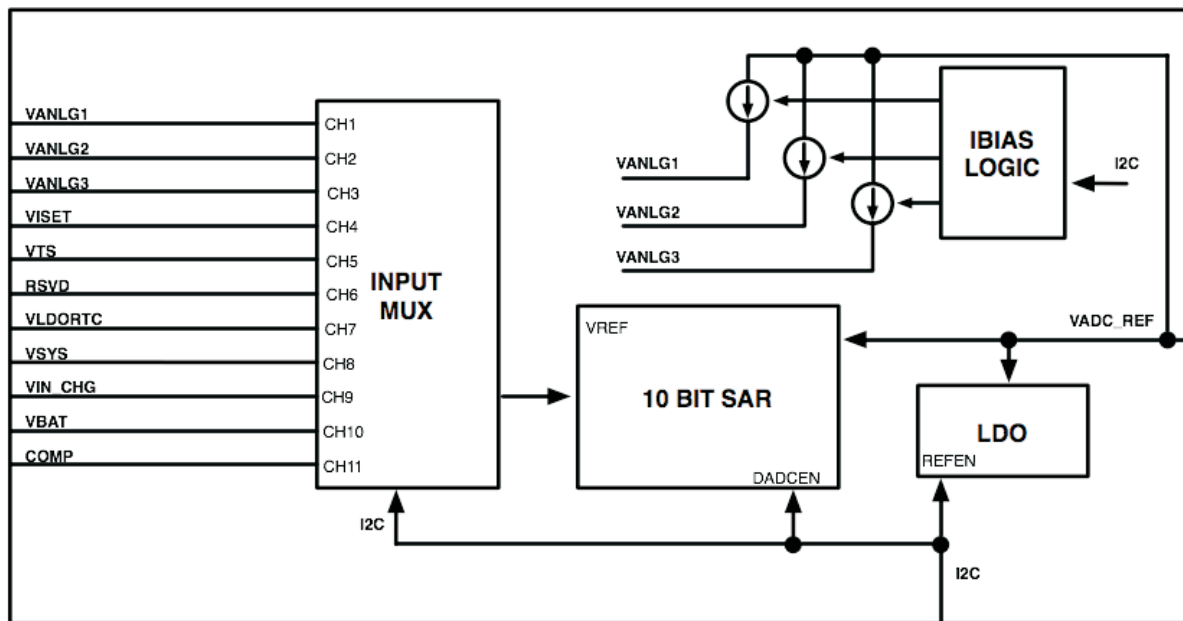 VANLG1
VANLG2
VANLG3
VISET
VTS
RSVD
VLDORTC
VSYS
VIN_CHG
VBAT
COMP
CH1
CH2
CH3
CH4
CH5
CH6
CH7
CH8
CH9
CH10
CH11
INPUT
MUX
I2C
VANLG1
VANLG2
VANLG3
IBIAS
LOGIC
I2C
VREF
10 BIT SAR
DADCEN
VADC_REF
LDO
REFEN
I2C